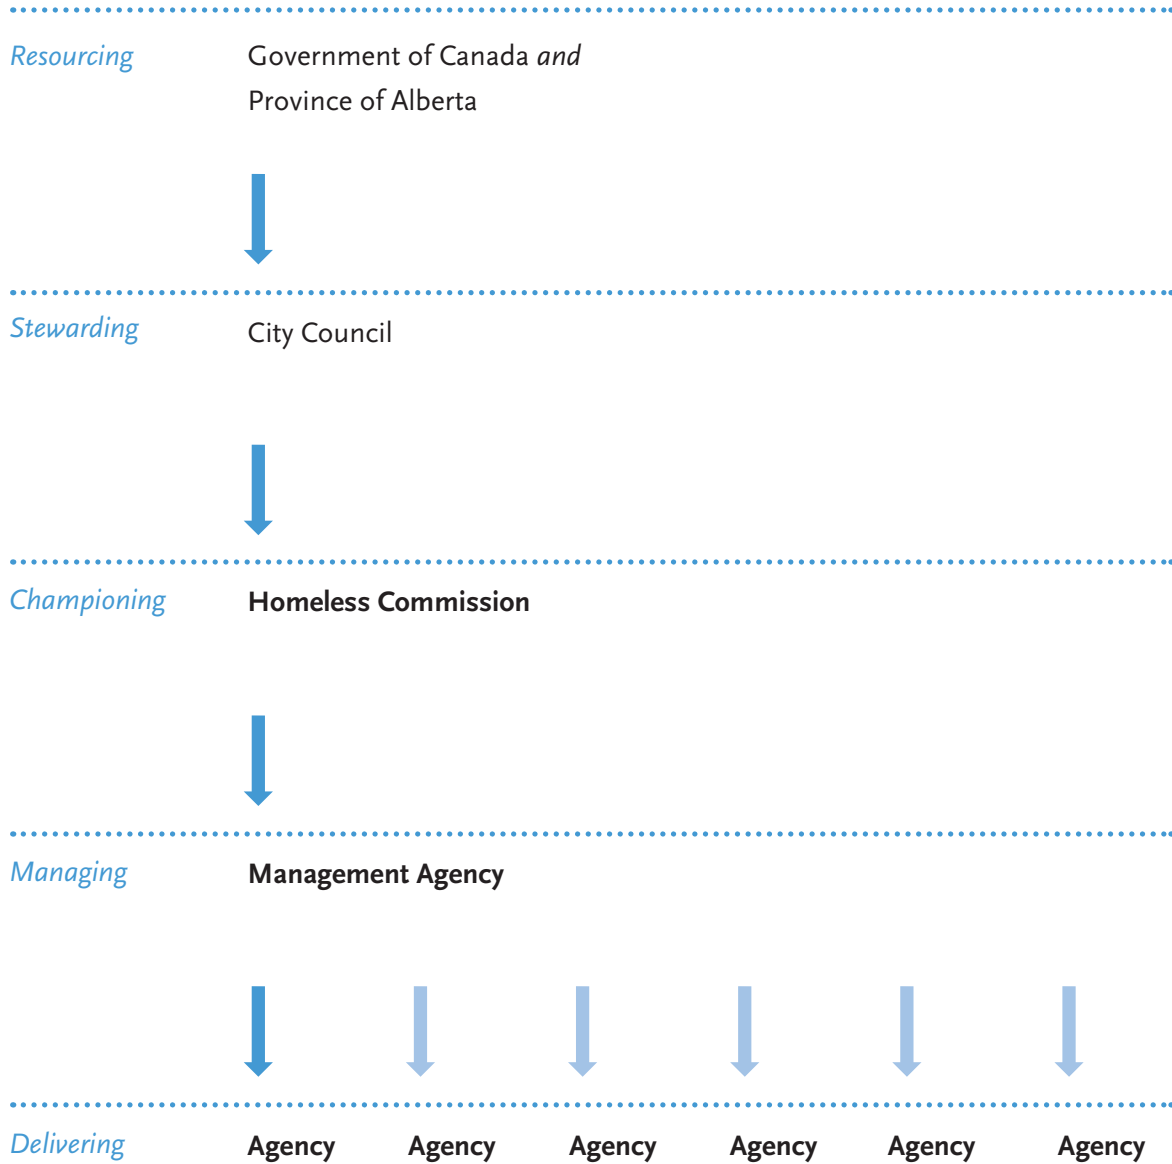 Resourcing Government of Canada and
Province of Alberta
Stewarding City Council
Championing Homeless Commission
Managing Management Agency
Delivering Agency Agency Agency Agency Agency Agency